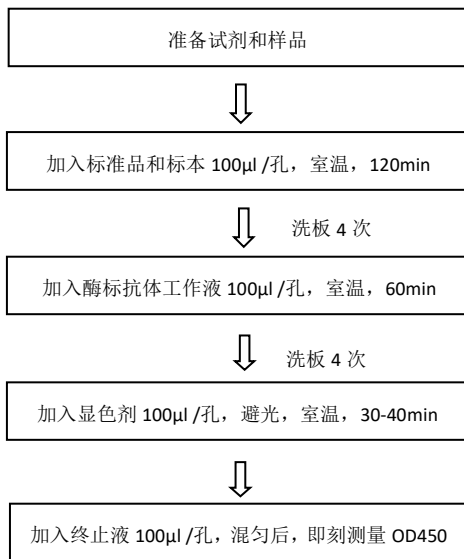 准备试剂和样品
加入标准品和标本 100μl /孔，室温，120min
洗板 4 次
加入酶标抗体工作液 100μl /孔，室温，60min
洗板 4 次
加入显色剂 100μl /孔，避光，室温，30-40min
加入终止液 100μl /孔，混匀后，即刻测量 OD450